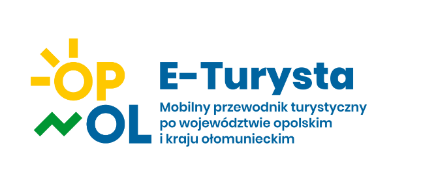 OP
OL
E-Turysta
Mobilny przewodnik turystyczny
po województwie opolskim
i kraju ołomunieckim